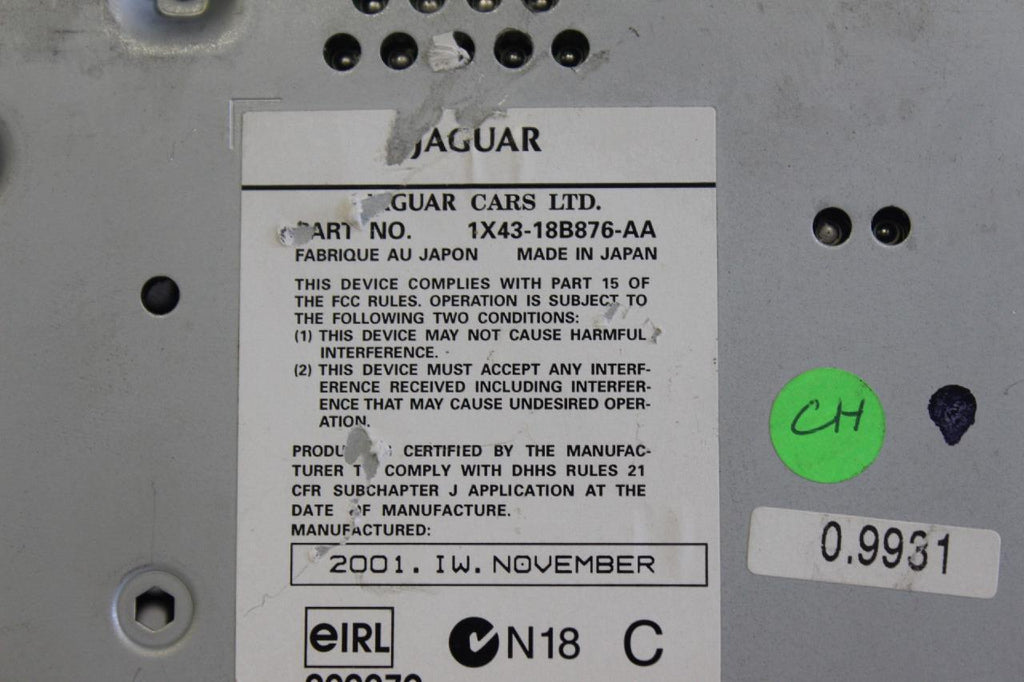 JAGUAR
JAGUAR CARS LTD.
PART NO. 1X43-18B876-AA
FABRIQUE AU JAPON MADE IN JAPAN
THIS DEVICE COMPLIES WITH PART 15 OF
THE FCC RULES. OPERATION IS SUBJECT TO
THE FOLLOWING TWO CONDITIONS:
(1) THIS DEVICE MAY NOT CAUSE HARMFUL
INTERFERENCE.
(2) THIS DEVICE MUST ACCEPT ANY INTERF-
ERENCE RECEIVED INCLUDING INTERFER-
ENCE THAT MAY CAUSE UNDESIRED OPER-
ATION.
CERTIFIED BY THE MANUFAC-
TURER TO COMPLY WITH DHHS RULES 21
CFR SUBCHAPTER J APPLICATION AT THE
DATE OF MANUFACTURE.
MANUFACTURED:
2001. IW. NOVEMBER
eIRL N18 C
CH
0.9931